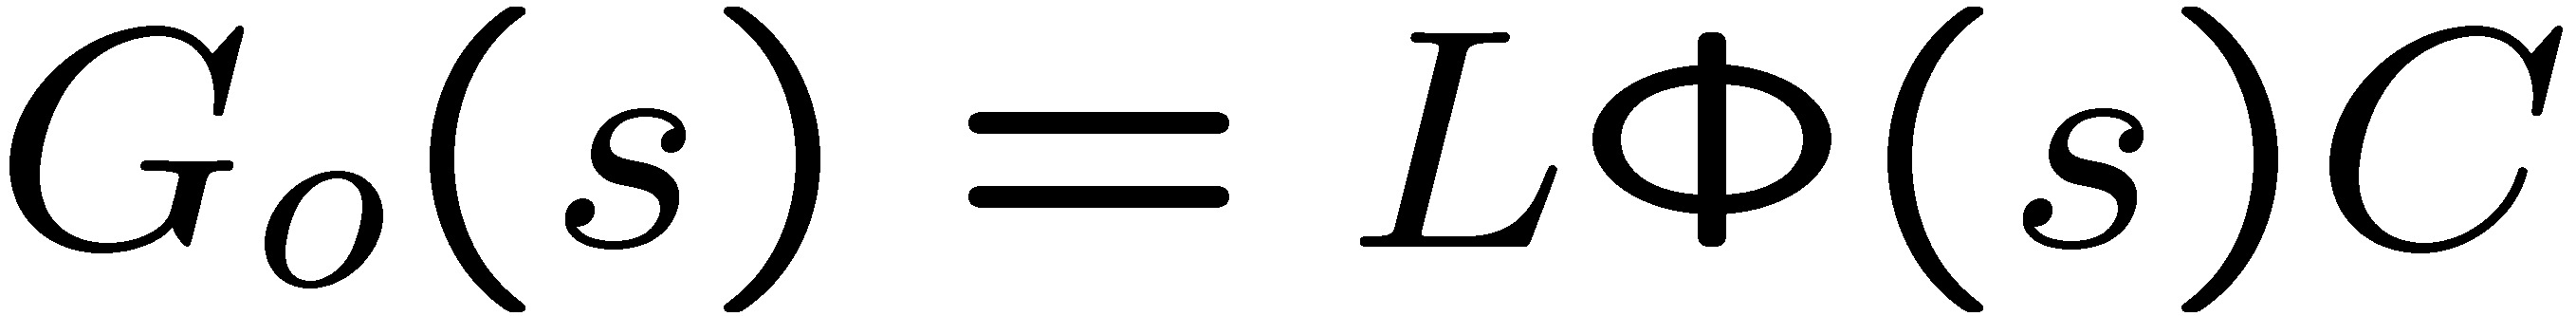 G_o(s) = LΦ(s)C